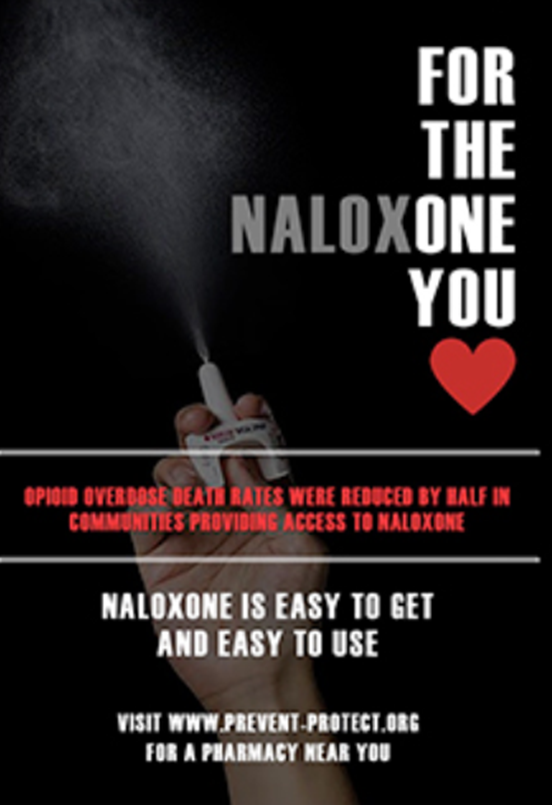 FOR
THE
NALOXONE
YOU
OPIOID OVERDOSE DEATH RATES WERE REDUCED BY HALF IN
COMMUNITIES PROVIDING ACCESS TO NALOXONE
NALOXONE IS EASY TO GET
AND EASY TO USE
VISIT WWW.PREVENT-PROTECT.ORG
FOR A PHARMACY NEAR YOU